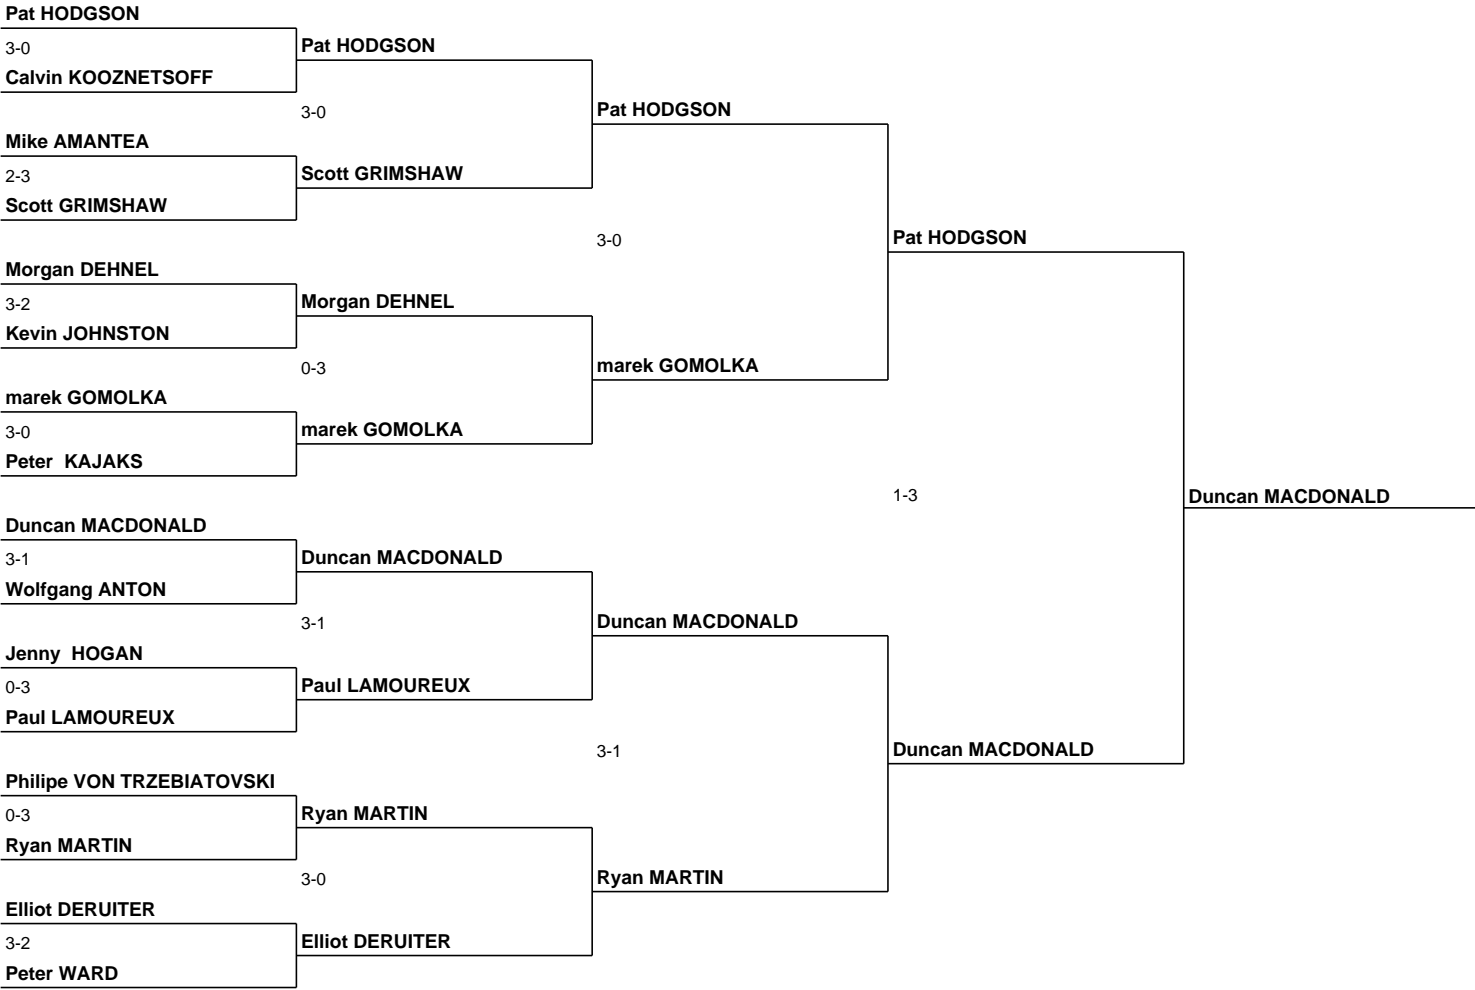 Pat HODGSON
3-0
Calvin KOOZNETSOFF
Mike AMANTEA
2-3
Scott GRIMSHAW
Morgan DEHNEL
3-2
Kevin JOHNSTON
marek GOMOLKA
3-0
Peter  KAJAKS
Duncan MACDONALD
3-1
Wolfgang ANTON
Jenny  HOGAN
0-3
Paul LAMOUREUX
Philipe VON TRZEBIATOVSKI
0-3
Ryan MARTIN
Elliot DERUITER
3-2
Peter WARD
Pat HODGSON
3-0
Scott GRIMSHAW
Morgan DEHNEL
0-3
marek GOMOLKA
Duncan MACDONALD
3-1
Paul LAMOUREUX
Ryan MARTIN
3-0
Elliot DERUITER
Pat HODGSON
3-0
marek GOMOLKA
Duncan MACDONALD
3-1
Ryan MARTIN
Pat HODGSON
1-3
Duncan MACDONALD
Duncan MACDONALD